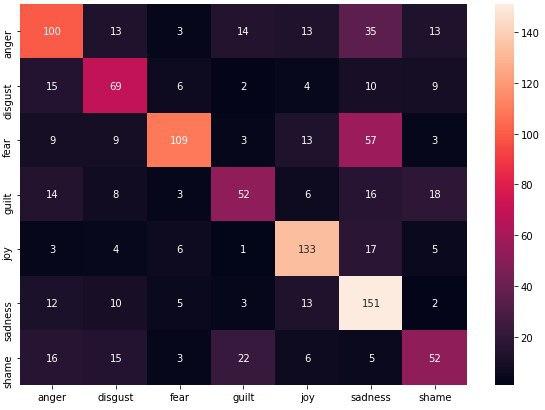 anger 100 13 3 14 13 35 13
disgust 15 69 6 2 4 10 9
fear 9 9 109 3 13 57 3
guilt 14 8 3 52 6 16 18
joy 3 4 6 1 133 17 5
sadness 12 10 5 3 13 151 2
shame 16 15 3 22 6 5 52
anger disgust fear guilt joy sadness shame
140
120
100
80
60
40
20